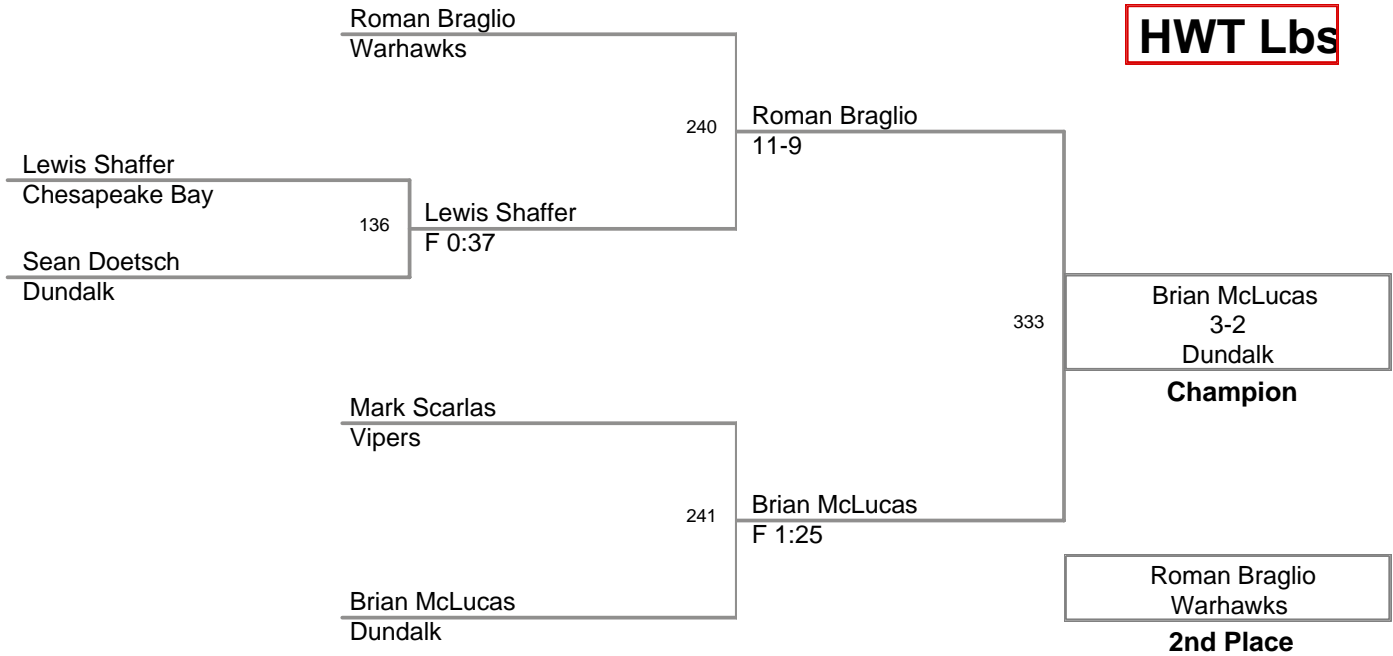 Roman Braglio
Warhawks
HWT Lbs
240
Roman Braglio
11-9
Lewis Shaffer
Chesapeake Bay
136
Lewis Shaffer
F 0:37
Sean Doetsch
Dundalk
333
Brian McLucas
3-2
Dundalk
Champion
Mark Scarlas
Vipers
241
Brian McLucas
F 1:25
Brian McLucas
Dundalk
Roman Braglio
Warhawks
2nd Place